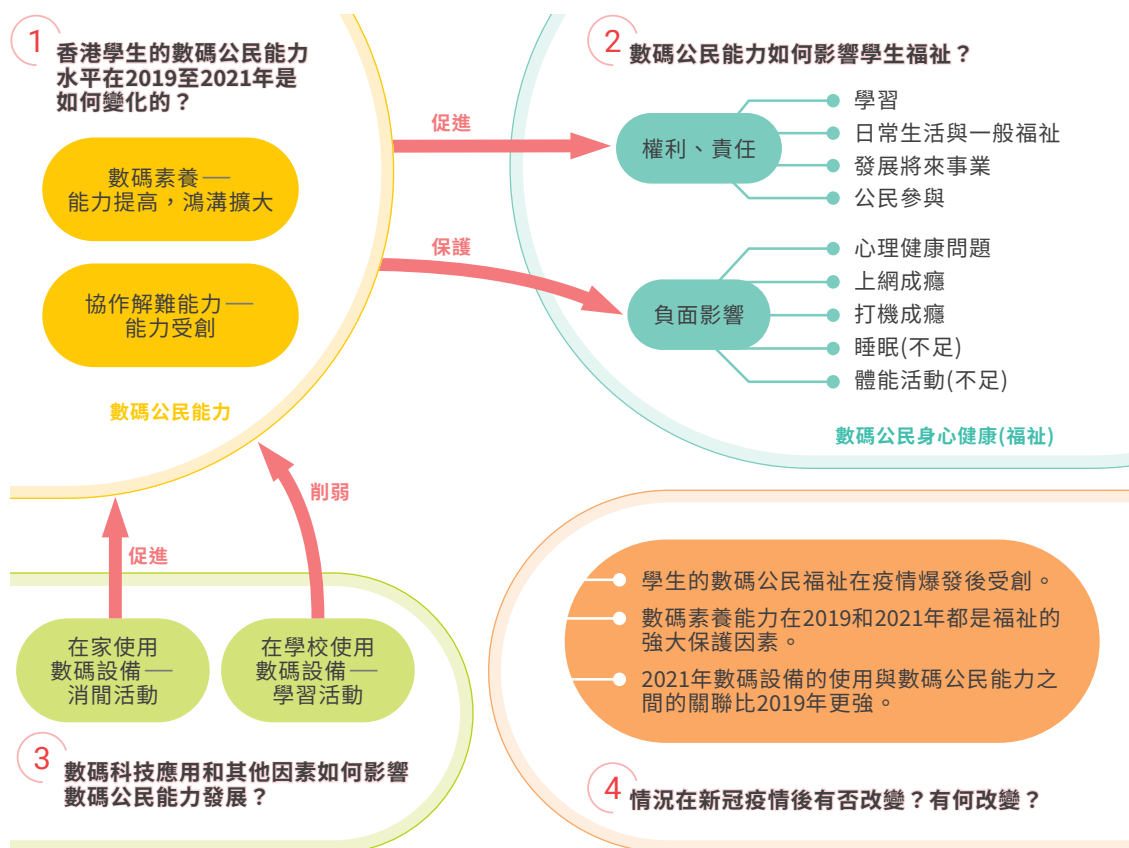 1
香港學生的數碼公民能力
水平在2019至2021年是
如何變化的？
數碼素養—
能力提高，鴻溝擴大
協作解難能力—
能力受創
數碼公民能力
促進
保護
2
數碼公民能力如何影響學生福祉？
權利、責任
學習
日常生活與一般福祉
發展將來事業
公民參與
負面影響
心理健康問題
上網成癮
打機成癮
睡眠(不足)
體能活動(不足)
數碼公民身心健康(福祉)
促進
削弱
在家使用
數碼設備—
消閒活動
在學校使用
數碼設備—
學習活動
3
數碼科技應用和其他因素如何影響
數碼公民能力發展？
學生的數碼公民福祉在疫情爆發後受創。
數碼素養能力在2019和2021年都是福祉的
強大保護因素。
2021年數碼設備的使用與數碼公民能力之
間的關聯比2019年更強。
4
情況在新冠疫情後有否改變？有何改變？